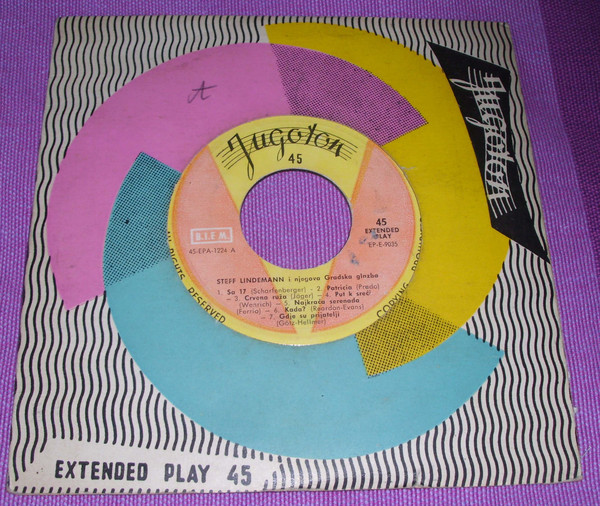 t
Jugoton
45
Jugoton
B.I.E.M.
45-EPA-1224 A
45
EXTENDED
PLAY
EP-E-9035
STEFF LINDEMANN i njegova Gradska glazba
1. Sa 17 (Scharfenberger) - 2. Patricia (Prado)
- 3. Crvena ruža (Jäger) - 4. Put k sreći
(Wenrich) - 5. Najkraća serenada
(Ferrio) - 6. Kada? (Reardon-Evans)
- 7. Gdje su prijatelji
(Götz-Hellmer)
RIGHTS RESERVED
COPYING
EXTENDED PLAY 45